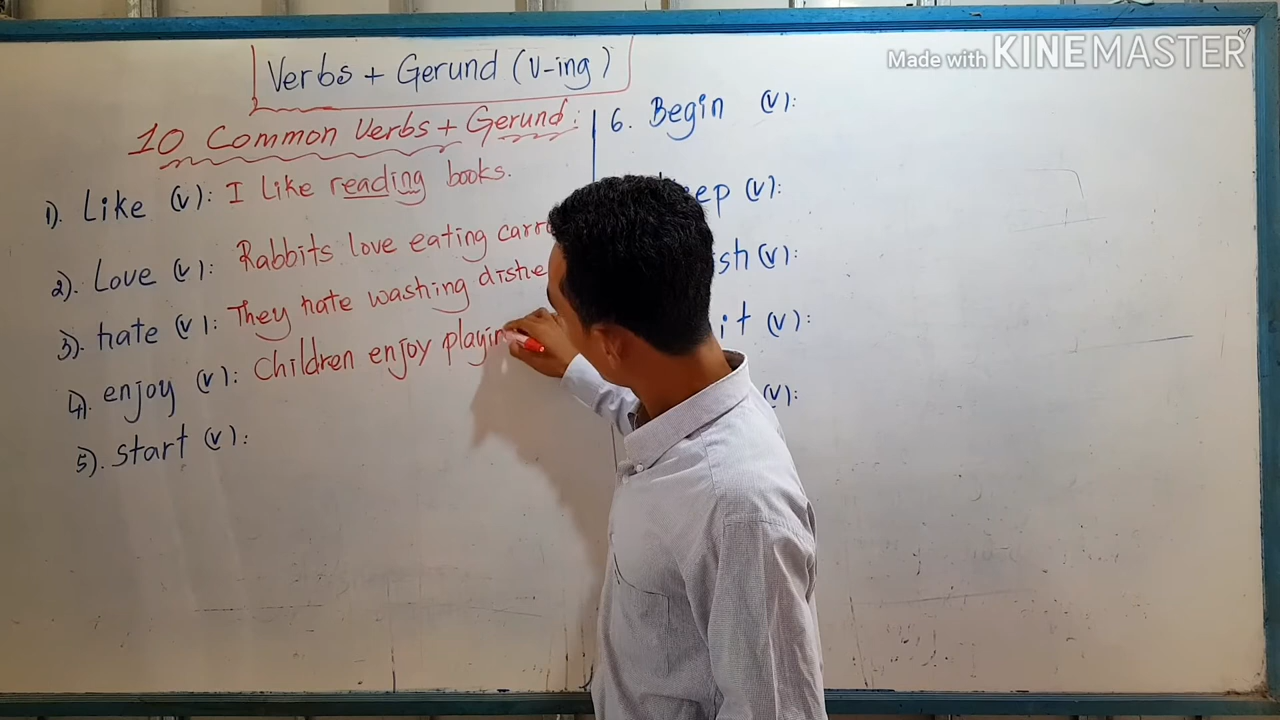 Made with KINEMASTER
Verbs + Gerund (V-ing)
10 Common Verbs + Gerund:
1). Like (v): I like reading books.
2). Love (v): Rabbits love eating
3). hate (v): They hate washing
4). enjoy (v): Children enjoy
5). start (v):
6. Begin (v):
(v):
(v):
(v):
(v):